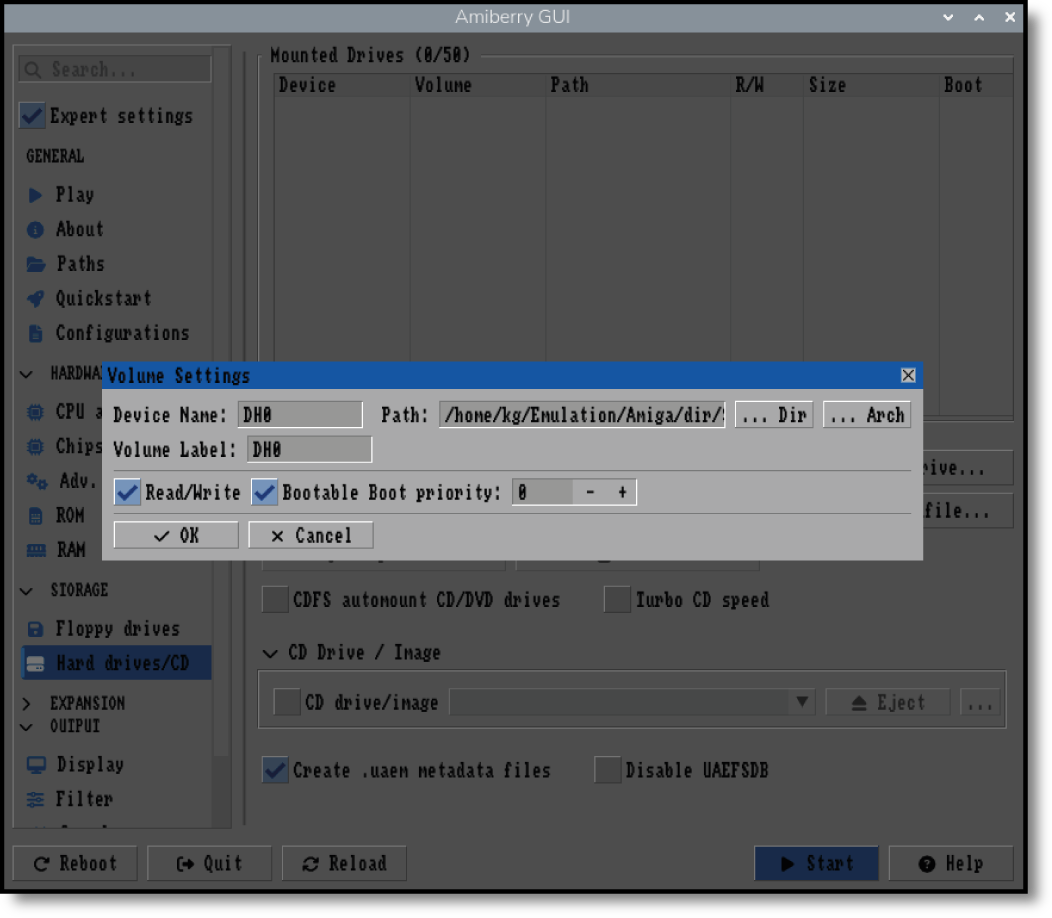 Amiberry GUI
Search...
Expert settings
GENERAL
Play
About
Paths
Quickstart
Configurations
CPU
Chips
Adv.
ROM
RAM
STORAGE
Floppy drives
Hard drives/CD
EXPANSION
OUTPUT
Display
Filter
Mounted Drives (0/50)
Device Volume Path R/W Size Boot
Volume Settings
Device Name: DH0 Path: /home/kg/Emulation/Amiga/dir/ ... Dir ... Arch
Volume Label: DH0
Read/Write Bootable Boot priority: 0 - +
OK Cancel
CDFS automount CD/DVD drives Turbo CD speed
CD Drive / Image
CD drive/image Eject ...
Create .uaem metadata files Disable UAEFSDB
Reboot Quit Reload Start Help